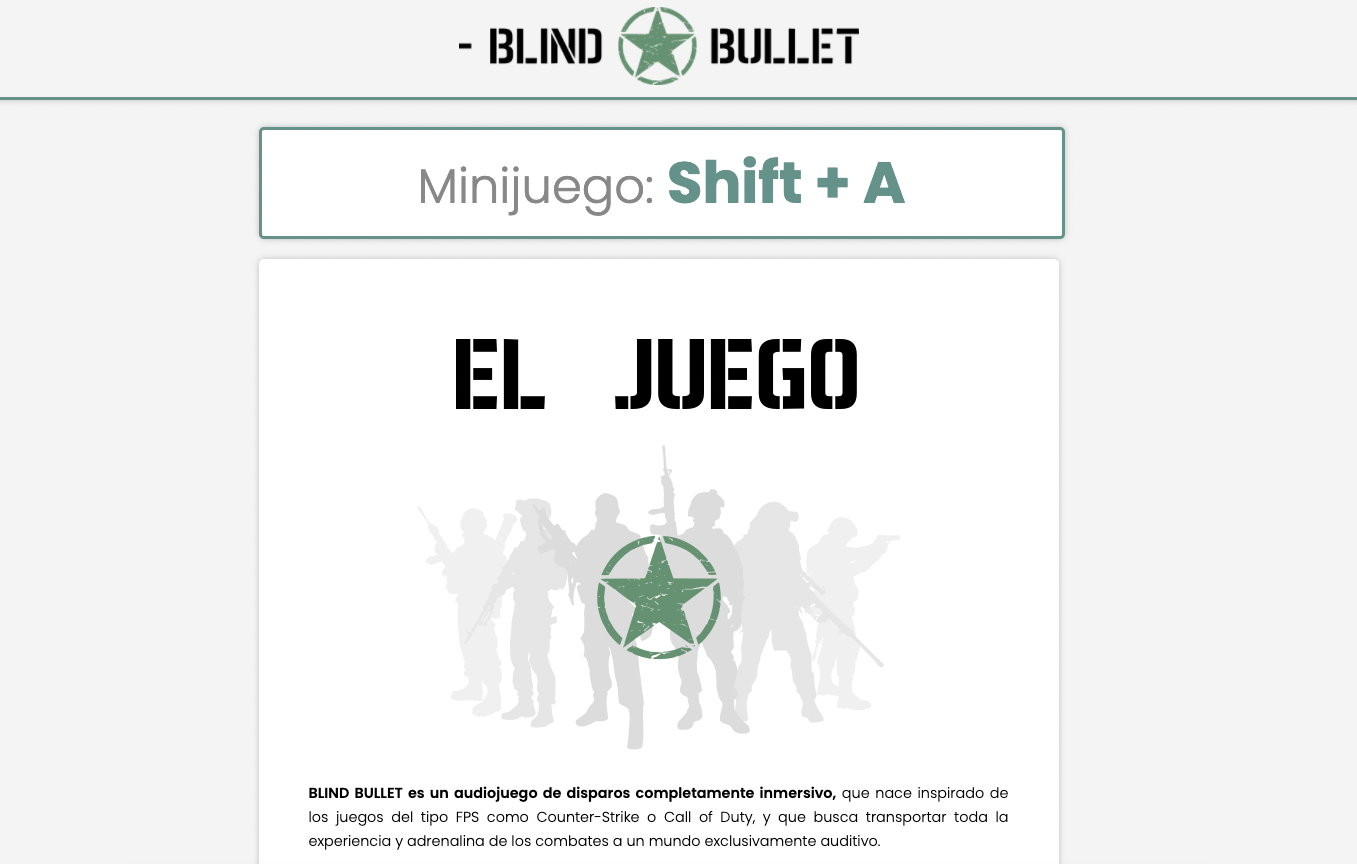 - BLIND BULLET
Minijuego: Shift + A
EL JUEGO
BLIND BULLET es un audiojuego de disparos completamente inmersivo, que nace inspirado de
los juegos del tipo FPS como Counter-Strike o Call of Duty, y que busca transportar toda la
experiencia y adrenalina de los combates a un mundo exclusivamente auditivo.